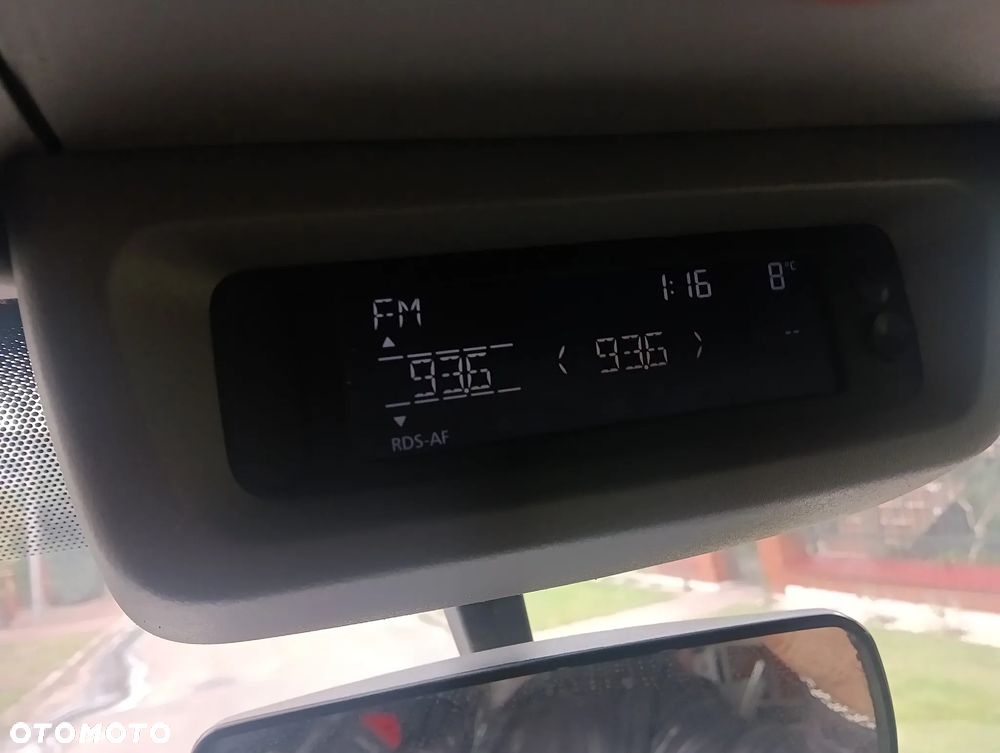 FM 1:16 8°C
93.6 < 93.6 > --
RDS-AF
OTOMOTO